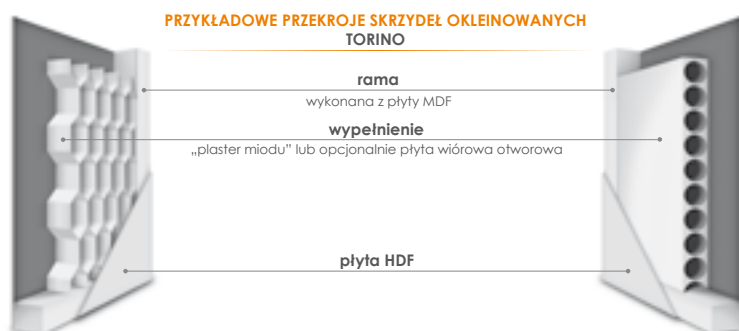 PRZYKŁADOWE PRZEKROJE SKRZYDEŁ OKLEINOWANYCH
TORINO
rama
wykonana z płyty MDF
wypełnienie
„plaster miodu” lub opcjonalnie płyta wiórowa otworowa
płyta HDF